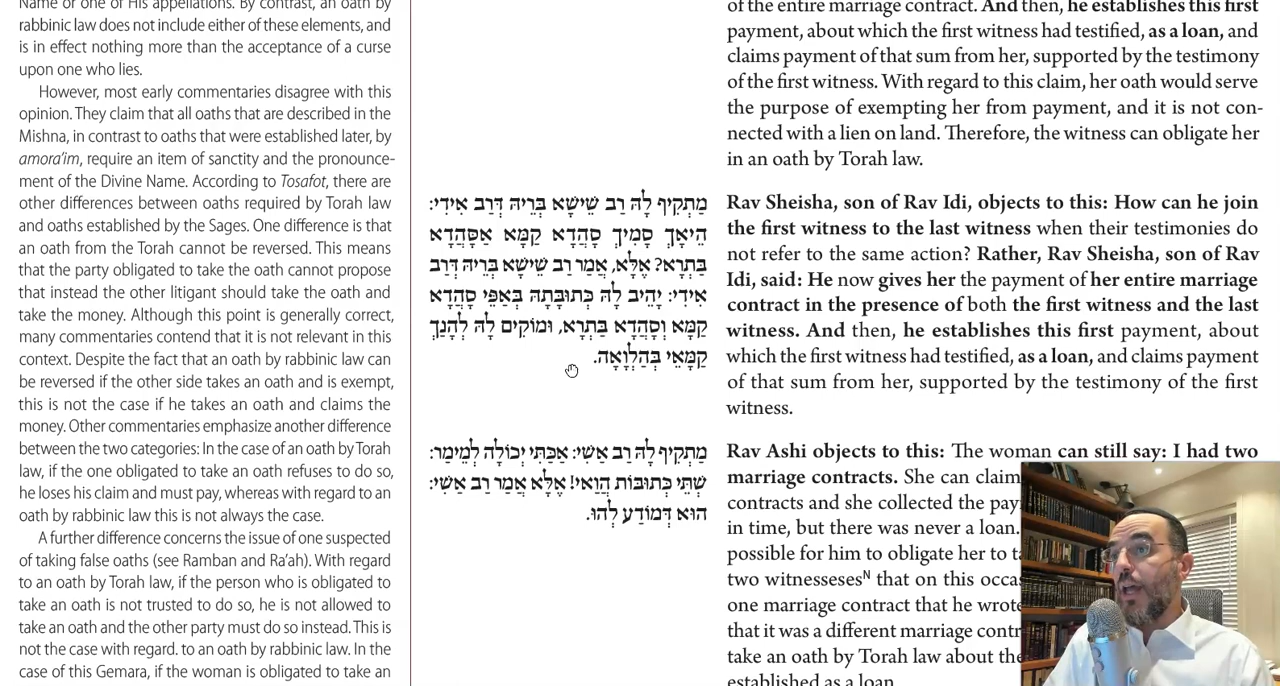 Name or one of His appellations. By contrast, an oath by
rabbinic law does not include either of these elements, and
is in effect nothing more than the acceptance of a curse
upon one who lies.
However, most early commentaries disagree with this
opinion. They claim that all oaths that are described in the
Mishna, in contrast to oaths that were established later, by
amora'im, require an item of sanctity and the pronounce-
ment of the Divine Name. According to Tosafot, there are
other differences between oaths required by Torah law
and oaths established by the Sages. One difference is that
an oath from the Torah cannot be reversed. This means
that the party obligated to take the oath cannot propose
that instead the other litigant should take the oath and
take the money. Although this point is generally correct,
many commentaries contend that it is not relevant in this
context. Despite the fact that an oath by rabbinic law can
be reversed if the other side takes an oath and is exempt,
this is not the case if he takes an oath and claims the
money. Other commentaries emphasize another difference
between the two categories: In the case of an oath by Torah
law, if the one obligated to take an oath refuses to do so,
he loses his claim and must pay, whereas with regard to an
oath by rabbinic law this is not always the case.
A further difference concerns the issue of one suspected
of taking false oaths (see Ramban and Ra'ah). With regard
to an oath by Torah law, if the person who is obligated to
take an oath is not trusted to do so, he is not allowed to
take an oath and the other party must do so instead. This is
not the case with regard. to an oath by rabbinic law. In the
case of this Gemara, if the woman is obligated to take an
מַתְקִיף לָהּ רַב שֵׁישָׁא בְּרֵיהּ דְּרַב אִידִי:
הֵיאָךְ סָמִיךְ סָהֲדָא קַמָּא אַסָּהֲדָא
בַּתְרָא? אֶלָּא, אֲמַר רַב שֵׁישָׁא בְּרֵיהּ דְּרַב
אִידִי: יָהֵיב לָהּ כְּתוּבָּתָהּ בְּאַפֵּי סָהֲדָא
קַמָּא וְסָהֲדָא בַּתְרָא, וּמוֹקִים לָהּ לְהָנָךְ
קַמָּאֵי בְּהַלְוָאָה.
מַתְקִיף לָהּ רַב אַשִׁי: אַכַּתִּי יְכוֹלָה לְמֵימַר:
שְׁתֵּי כְּתוּבּוֹת הֲוַאי! אֶלָּא אֲמַר רַב אַשִׁי:
הוּא דְּמוֹדַע לְהוּ.
of the entire marriage contract. And then, he establishes this first
payment, about which the first witness had testified, as a loan, and
claims payment of that sum from her, supported by the testimony
of the first witness. With regard to this claim, her oath would serve
the purpose of exempting her from payment, and it is not con-
nected with a lien on land. Therefore, the witness can obligate her
in an oath by Torah law.
Rav Sheisha, son of Rav Idi, objects to this: How can he join
the first witness to the last witness when their testimonies do
not refer to the same action? Rather, Rav Sheisha, son of Rav
Idi, said: He now gives her the payment of her entire marriage
contract in the presence of both the first witness and the last
witness. And then, he establishes this first payment, about
which the first witness had testified, as a loan, and claims payment
of that sum from her, supported by the testimony of the first
witness.
Rav Ashi objects to this: The woman can still say: I had two
marriage contracts. She can claim
contracts and she collected the pay
in time, but there was never a loan.
possible for him to obligate her to ta
two witnessesesN that on this occas
one marriage contract that he wrote
that it was a different marriage contr
take an oath by Torah law about the
established as a loan.